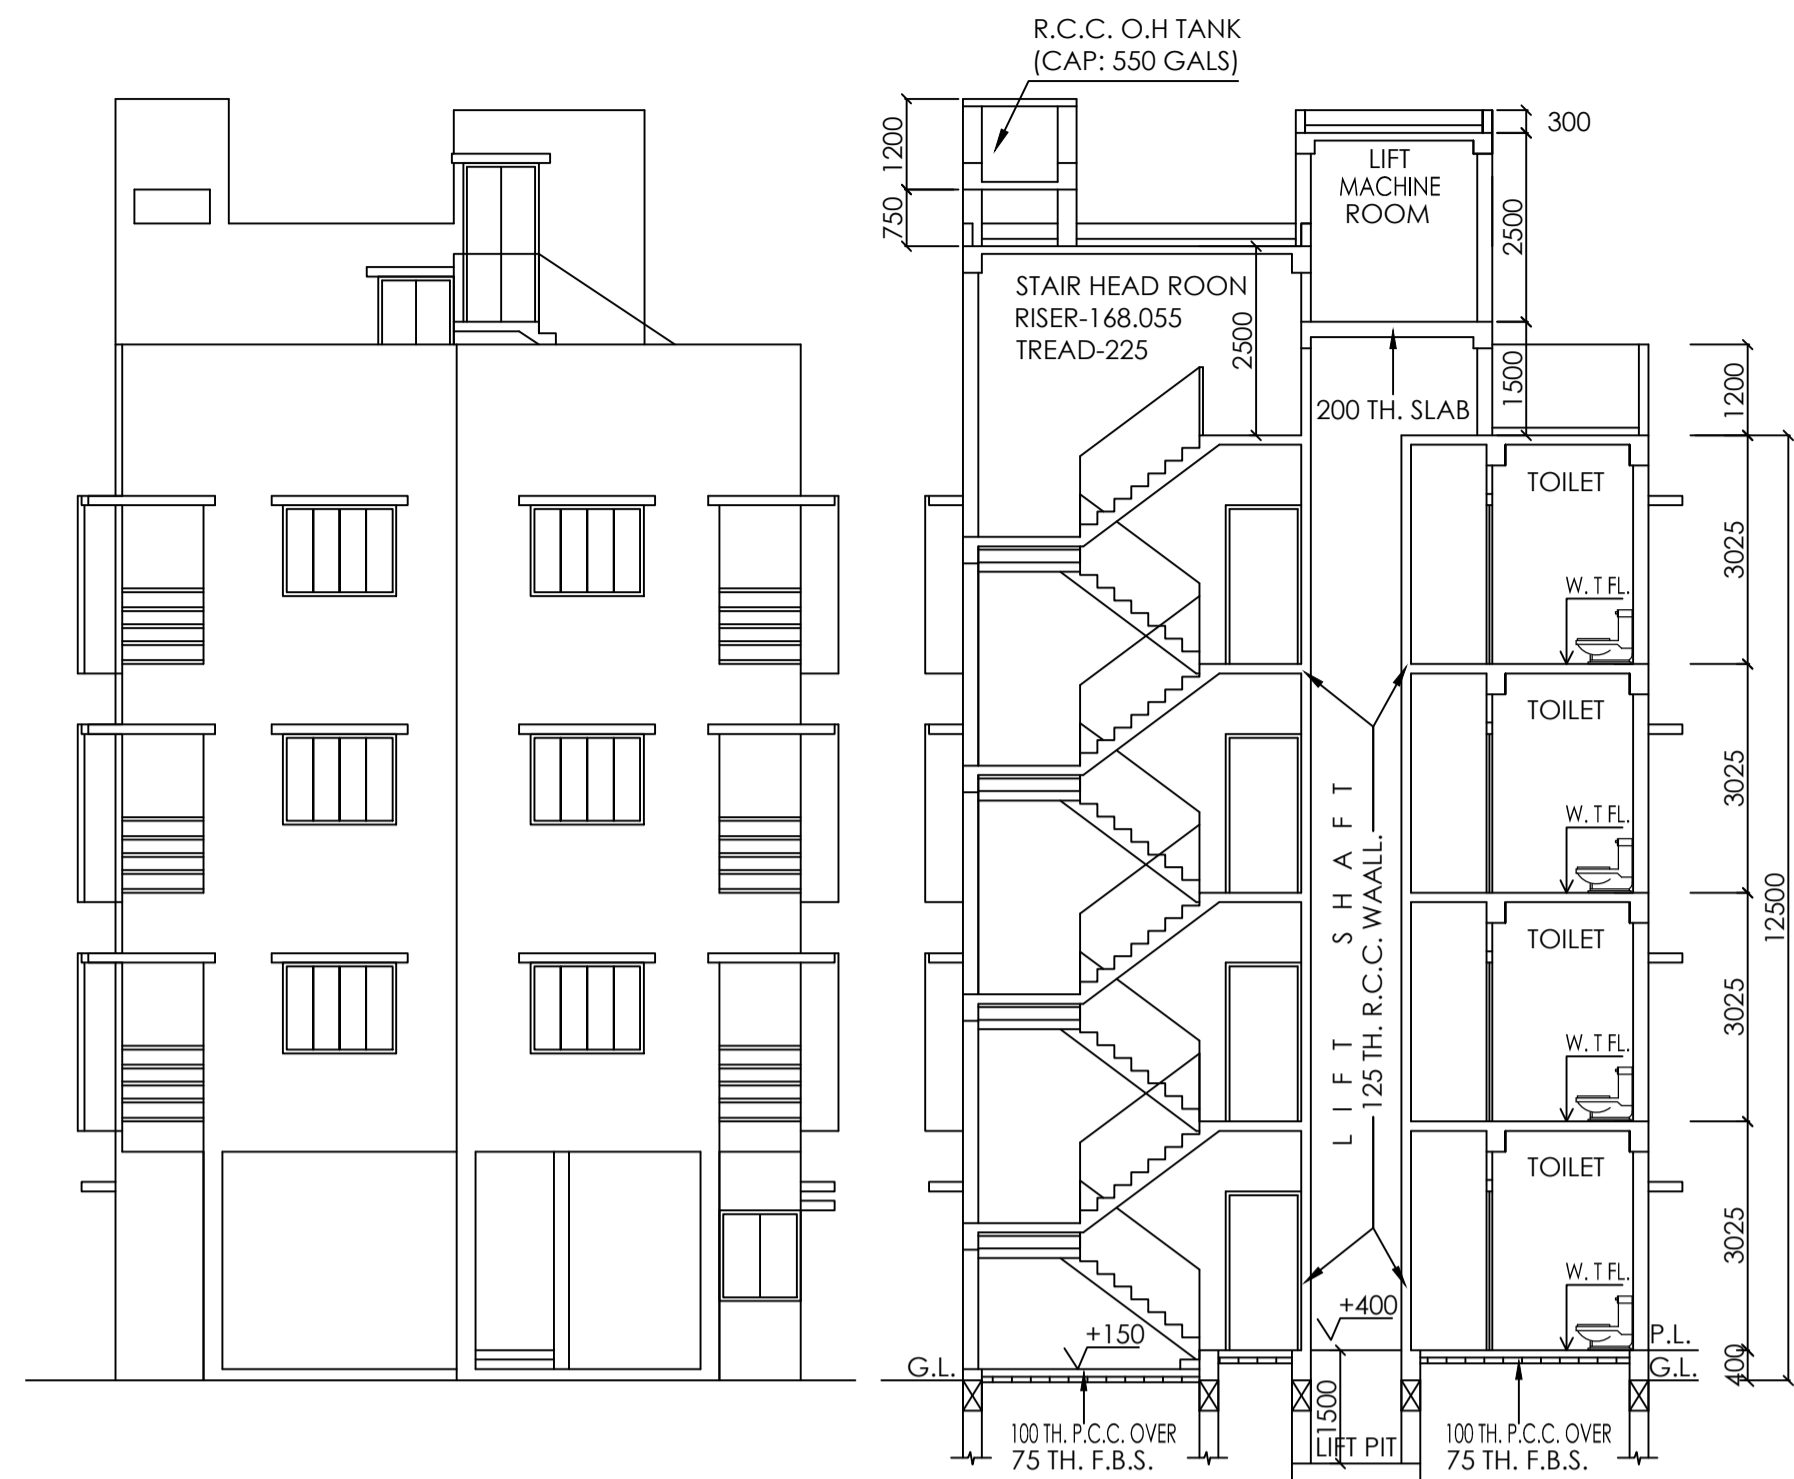 R.C.C. O.H TANK
(CAP: 550 GALS)
1200
750
300
LIFT
MACHINE
ROOM
2500
STAIR HEAD ROON
RISER-168.055
TREAD-225
2500
1500
200 TH. SLAB
1200
TOILET
W. T FL.
3025
TOILET
W. T FL.
3025
LIFT SHAFT
125 TH. R.C.C. WAALL.
12500
TOILET
W. T FL.
3025
TOILET
W. T FL.
3025
+400
+150
P.L.
G.L.
G.L.
400
1500
LIFT PIT
100 TH. P.C.C. OVER
75 TH. F.B.S.
100 TH. P.C.C. OVER
75 TH. F.B.S.